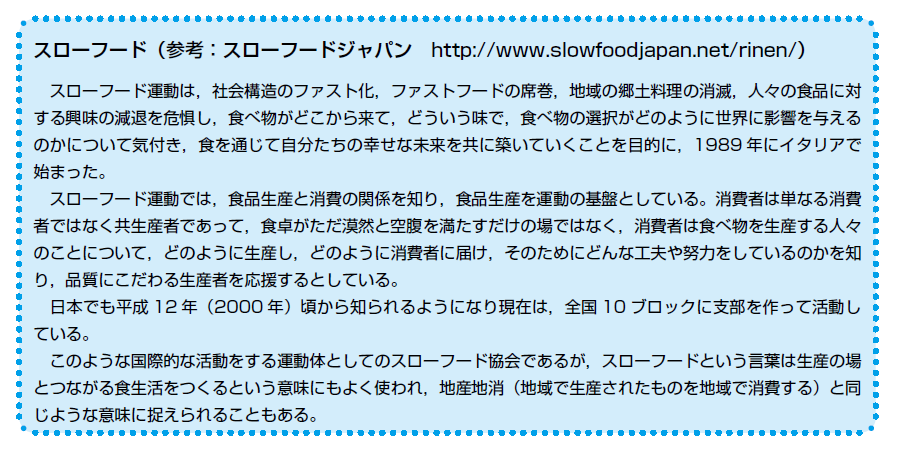 スローフード（参考：スローフードジャパン　http://www.slowfoodjapan.net/rinen/）
　スローフード運動は，社会構造のファスト化，ファストフードの席巻，地域の郷土料理の消滅，人々の食品に対
する興味の減退を危惧し，食べ物がどこから来て，どういう味で，食べ物の選択がどのように世界に影響を与える
のかについて気付き，食を通じて自分たちの幸せな未来を共に築いていくことを目的に，1989 年にイタリアで
始まった。
　スローフード運動では，食品生産と消費の関係を知り，食品生産を運動の基盤としている。消費者は単なる消費
者ではなく共生産者であって，食卓がただ漠然と空腹を満たすだけの場ではなく，消費者は食べ物を生産する人々
のことについて，どのように生産し，どのように消費者に届け，そのためにどんな工夫や努力をしているのかを知
り，品質にこだわる生産者を応援するとしている。
　日本でも平成 12 年（2000 年）頃から知られるようになり現在は，全国 10 ブロックに支部を作って活動し
ている。
　このような国際的な活動をする運動体としてのスローフード協会であるが，スローフードという言葉は生産の場
とつながる食生活をつくるという意味にもよく使われ，地産地消（地域で生産されたものを地域で消費する）と同
じような意味に捉えられることもある。